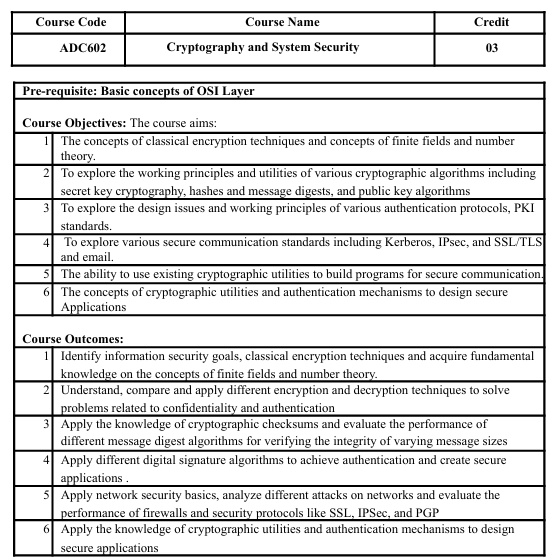 Course Code Course Name Credit
ADC602 Cryptography and System Security 03
Pre-requisite: Basic concepts of OSI Layer
Course Objectives: The course aims:
1 The concepts of classical encryption techniques and concepts of finite fields and number
theory.
2 To explore the working principles and utilities of various cryptographic algorithms including
secret key cryptography, hashes and message digests, and public key algorithms
3 To explore the design issues and working principles of various authentication protocols, PKI
standards.
4 To explore various secure communication standards including Kerberos, IPsec, and SSL/TLS
and email.
5 The ability to use existing cryptographic utilities to build programs for secure communication.
6 The concepts of cryptographic utilities and authentication mechanisms to design secure
Applications
Course Outcomes:
1 Identify information security goals, classical encryption techniques and acquire fundamental
knowledge on the concepts of finite fields and number theory.
2 Understand, compare and apply different encryption and decryption techniques to solve
problems related to confidentiality and authentication
3 Apply the knowledge of cryptographic checksums and evaluate the performance of
different message digest algorithms for verifying the integrity of varying message sizes
4 Apply different digital signature algorithms to achieve authentication and create secure
applications .
5 Apply network security basics, analyze different attacks on networks and evaluate the
performance of firewalls and security protocols like SSL, IPSec, and PGP
6 Apply the knowledge of cryptographic utilities and authentication mechanisms to design
secure applications